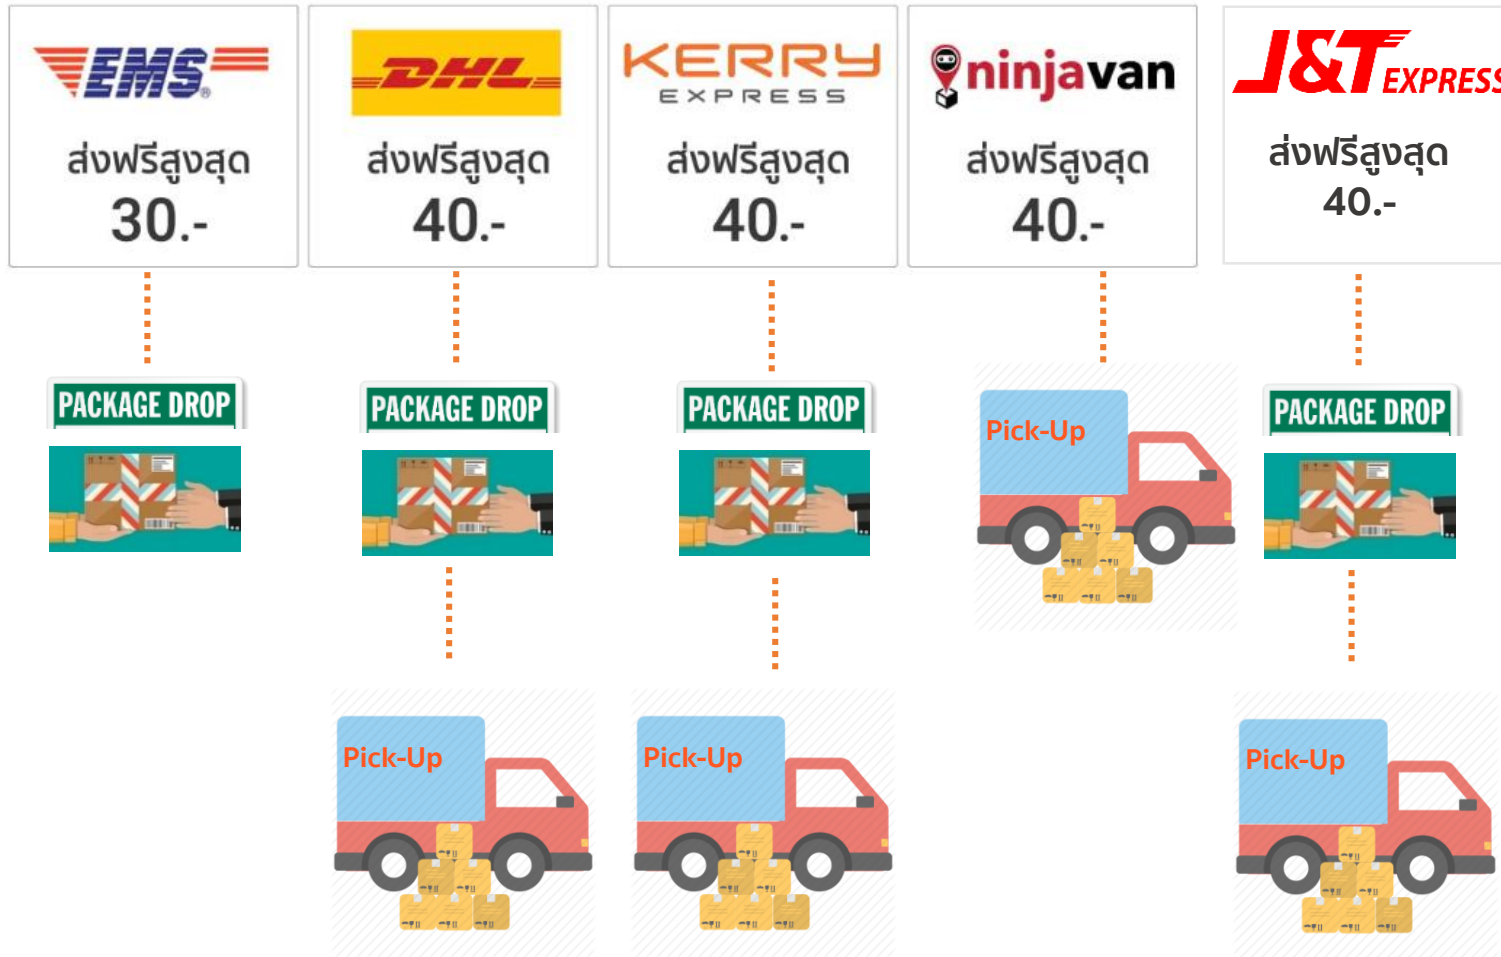 EMS
ส่งฟรีสูงสุด
30.-
DHL
ส่งฟรีสูงสุด
40.-
KERRY
EXPRESS
ส่งฟรีสูงสุด
40.-
ninjavan
ส่งฟรีสูงสุด
40.-
J&T EXPRESS
ส่งฟรีสูงสุด
40.-
PACKAGE DROP
PACKAGE DROP
PACKAGE DROP
Pick-Up
PACKAGE DROP
Pick-Up
Pick-Up
Pick-Up